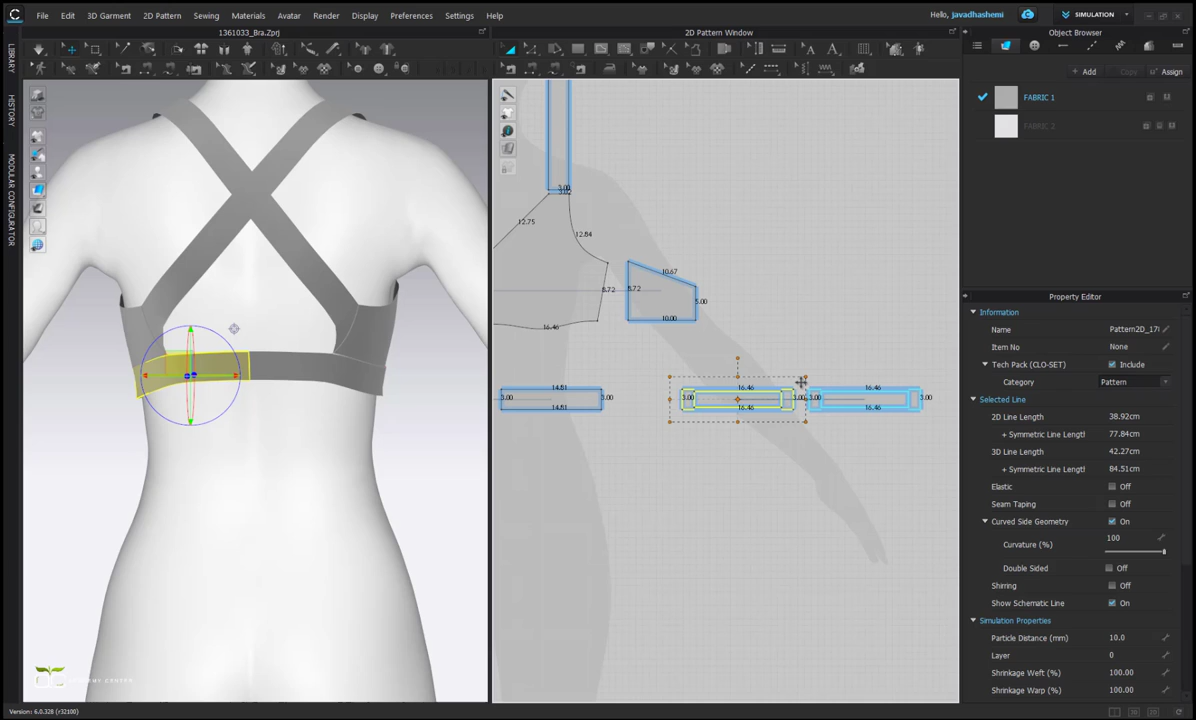 File Edit 3D Garment 2D Pattern Sewing Materials Avatar Render Display Preferences Settings Help
Hello, javadhashemi
SIMULATION
1361033_Bra.Zprj
2D Pattern Window
Object Browser
LIBRARY
HISTORY
MODULAR CONFIGURATOR
+ Add
Copy
Assign
FABRIC 1
FABRIC 2
3.00
12.75
12.84
10.67
8.72
8.72
5.00
10.00
16.46
14.81
3.00
3.00
14.81
16.46
3.00
3.00
16.46
16.46
3.00
3.00
16.46
Property Editor
Information
Name
Item No None
Tech Pack (CLO-SET) Include
Category Pattern
Selected Line
2D Line Length 38.92cm
+ Symmetric Line Lengtl 77.84cm
3D Line Length 42.27cm
+ Symmetric Line Lengtl 84.51cm
Elastic Off
Seam Taping Off
Curved Side Geometry On
Curvature (%) 100
Double Sided Off
Shirring Off
Show Schematic Line On
Simulation Properties
Particle Distance (mm) 10.0
Layer 0
Shrinkage Weft (%) 100.00
Shrinkage Warp (%) 100.00
Version: 6.0.328 (r32100)